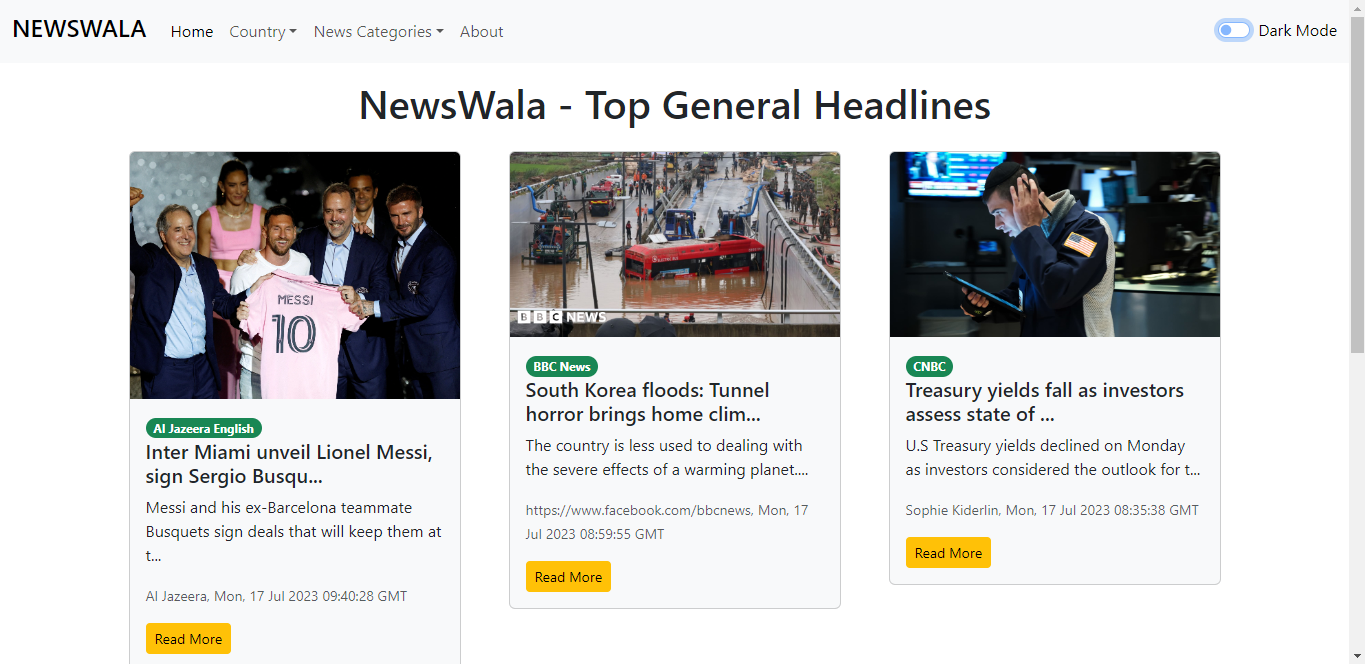 NEWSWALA
Home
Country
News Categories
About
Dark Mode
NewsWala - Top General Headlines
MESSI
10
Al Jazeera English
Inter Miami unveil Lionel Messi,
sign Sergio Busqu...
Messi and his ex-Barcelona teammate
Busquets sign deals that will keep them at
t...
Al Jazeera, Mon, 17 Jul 2023 09:40:28 GMT
Read More
BBC NEWS
BBC News
South Korea floods: Tunnel
horror brings home clim...
The country is less used to dealing with
the severe effects of a warming planet....
https://www.facebook.com/bbcnews, Mon, 17
Jul 2023 08:59:55 GMT
Read More
CNBC
Treasury yields fall as investors
assess state of ...
U.S Treasury yields declined on Monday
as investors considered the outlook for t...
Sophie Kiderlin, Mon, 17 Jul 2023 08:35:38 GMT
Read More